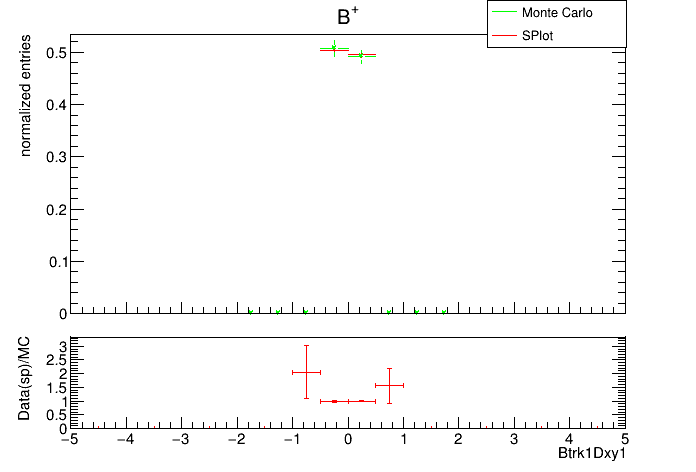 B+
Monte Carlo
SPlot
normalized entries
0.5
0.4
0.3
0.2
0.1
0
Data(sp)/MC
3
2.5
2
1.5
1
0.5
0
−5 −4 −3 −2 −1 0 1 2 3 4 5
Btrk1Dxy1